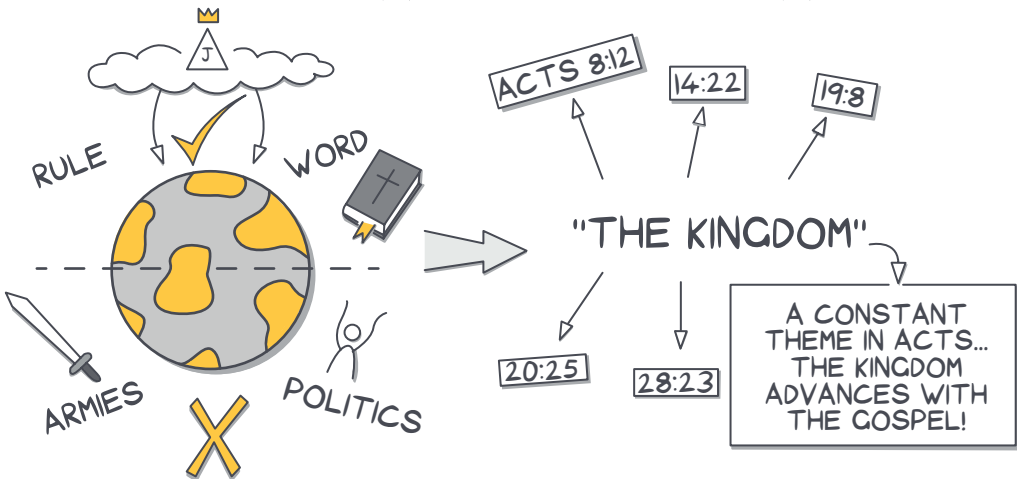 J
RULE
WORD
ARMIES
POLITICS
ACTS 8:12
14:22
19:8
"THE KINGDOM"
20:25
28:23
A CONSTANT
THEME IN ACTS...
THE KINGDOM
ADVANCES WITH
THE GOSPEL!